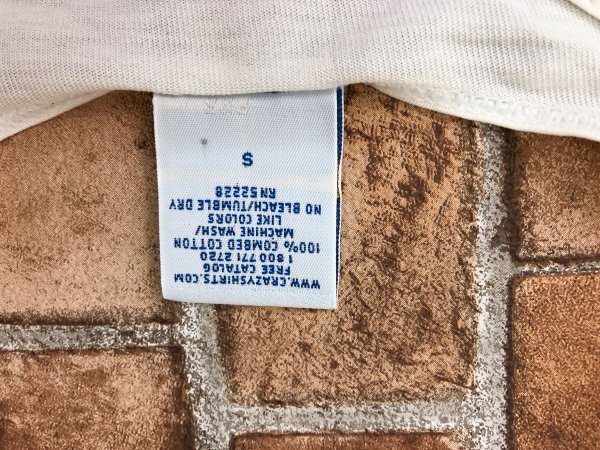 WWW.CRAZYSHIRTS.COM
FREE CATALOG
1 800 771 2720
100% COMBED COTTON
MACHINE WASH/
LIKE COLORS
NO BLEACH/TUMBLE DRY
RN 52228
S